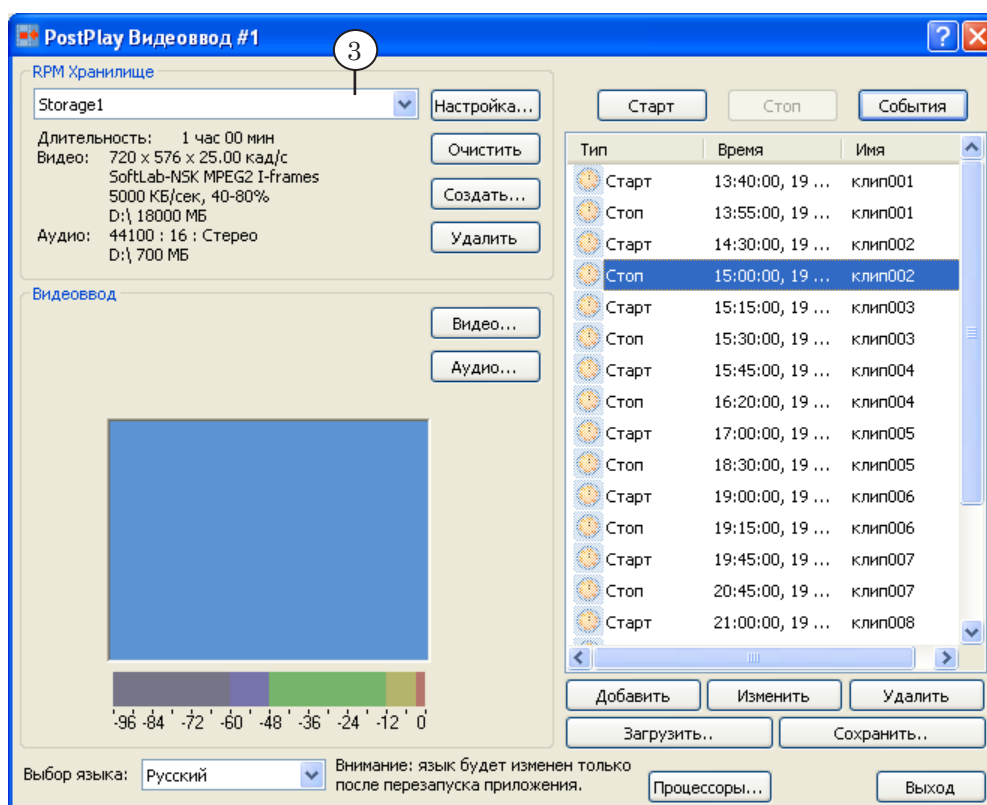 PostPlay Видеоввод #1
3
RPM Хранилище
Storage1
Настройка...
Длительность: 1 час 00 мин
Видео: 720 x 576 x 25.00 кад/с
SoftLab-NSK MPEG2 I-frames
5000 КБ/сек, 40-80%
D:\ 18000 МБ
Аудио: 44100 : 16 : Стерео
D:\ 700 МБ
Очистить
Создать...
Удалить
Видеоввод
Видео...
Аудио...
-96 -84 -72 -60 -48 -36 -24 -12 0
Старт Стоп События
Тип Время Имя
Старт 13:40:00, 19 ... клип001
Стоп 13:55:00, 19 ... клип001
Старт 14:30:00, 19 ... клип002
Стоп 15:00:00, 19 ... клип002
Старт 15:15:00, 19 ... клип003
Стоп 15:30:00, 19 ... клип003
Старт 15:45:00, 19 ... клип004
Стоп 16:20:00, 19 ... клип004
Старт 17:00:00, 19 ... клип005
Стоп 18:30:00, 19 ... клип005
Старт 19:00:00, 19 ... клип006
Стоп 19:15:00, 19 ... клип006
Старт 19:45:00, 19 ... клип007
Стоп 20:45:00, 19 ... клип007
Старт 21:00:00, 19 ... клип008
Добавить Изменить Удалить
Загрузить.. Сохранить..
Выбор языка: Русский
Внимание: язык будет изменен только
после перезапуска приложения.
Процессоры... Выход